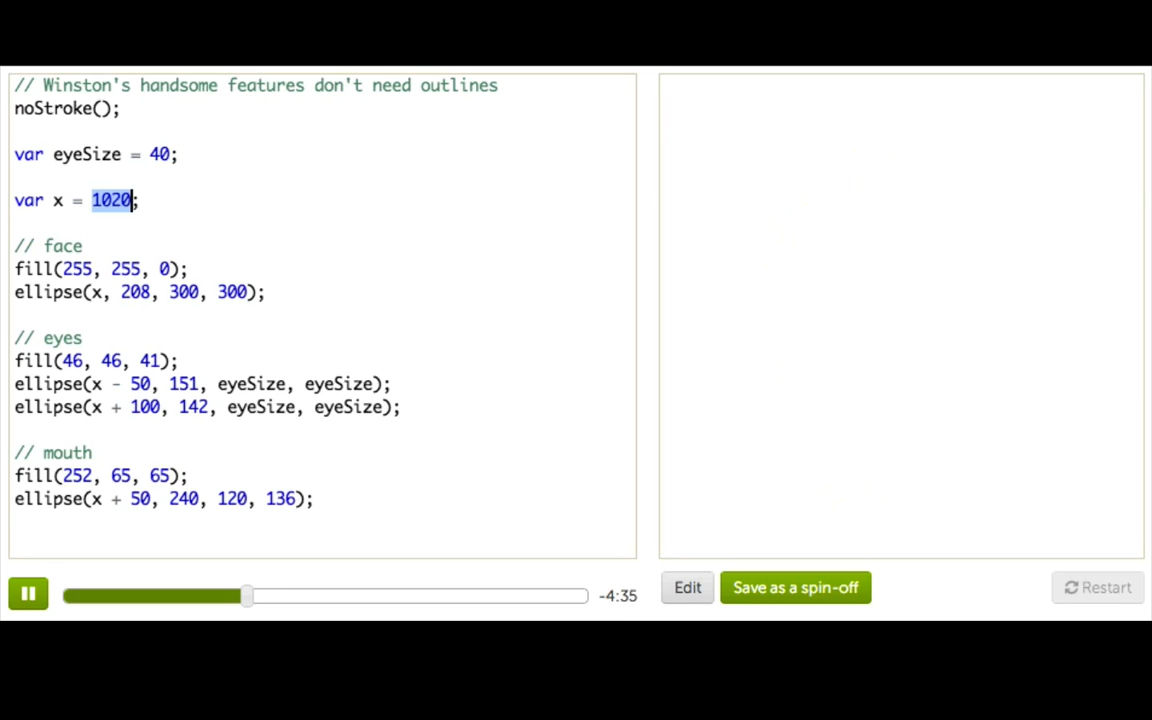 // Winston's handsome features don't need outlines
noStroke();
var eyeSize = 40;
var x = 1020;
// face
fill(255, 255, 0);
ellipse(x, 208, 300, 300);
// eyes
fill(46, 46, 41);
ellipse(x - 50, 151, eyeSize, eyeSize);
ellipse(x + 100, 142, eyeSize, eyeSize);
// mouth
fill(252, 65, 65);
ellipse(x + 50, 240, 120, 136);
-4:35
Edit
Save as a spin-off
Restart